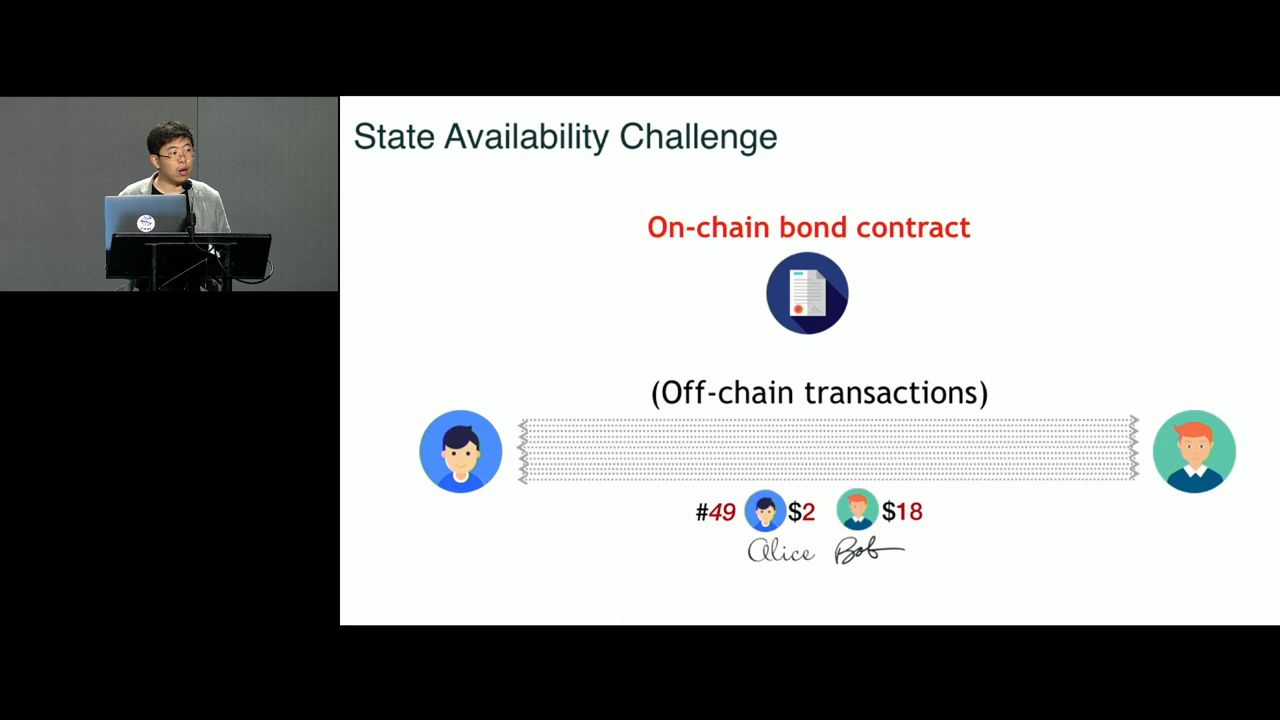 State Availability Challenge
On-chain bond contract
(Off-chain transactions)
#49 $2 $18
Alice Bob